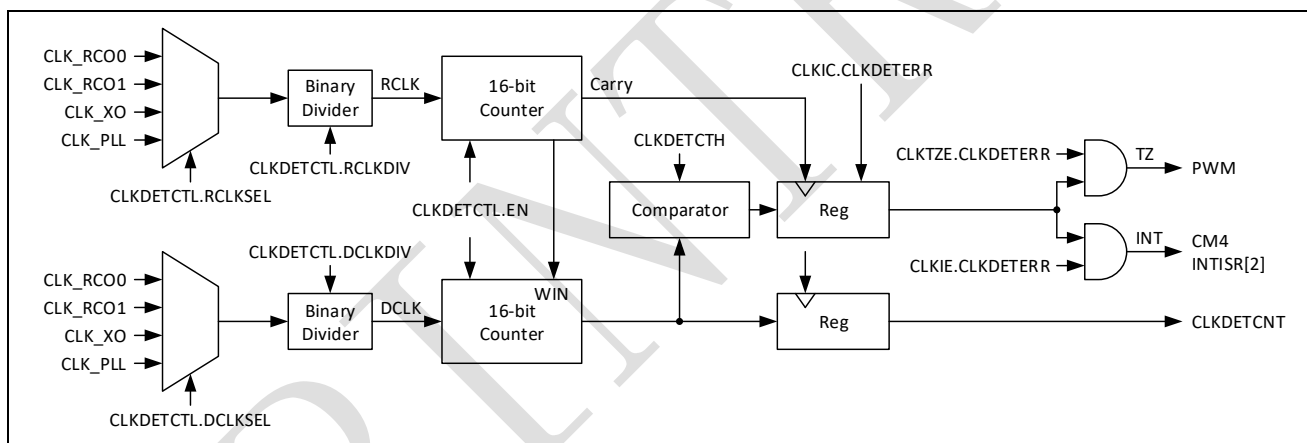 CLK_RCO0
CLK_RCO1
CLK_XO
CLK_PLL
CLKDETCTL.RCLKSEL
Binary
Divider
CLKDETCTL.RCLKDIV
RCLK
16-bit
Counter
Carry
CLKIC.CLKDETERR
CLKDETCTH
CLKDETCTL.EN
Comparator
Reg
CLKTZE.CLKDETERR
TZ
PWM
INT
CM4
INTISR[2]
CLKIE.CLKDETERR
CLK_RCO0
CLK_RCO1
CLK_XO
CLK_PLL
CLKDETCTL.DCLKSEL
CLKDETCTL.DCLKDIV
Binary
Divider
DCLK
WIN
16-bit
Counter
Reg
CLKDETCNT